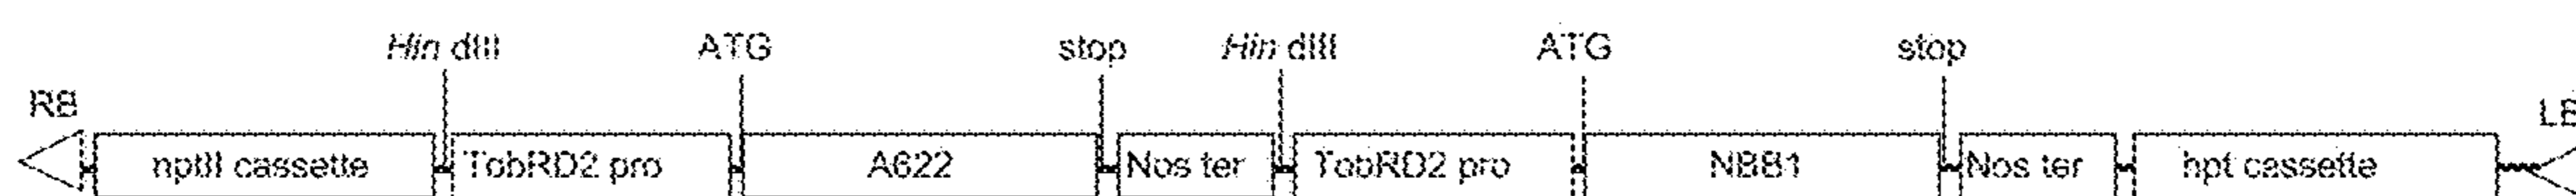 Hin dIII ATG stop Hin dIII ATG stop
RB LB
nptII cassette TobRD2 pro A622 Nos ter TobRD2 pro NBB1 Nos ter hpt cassette